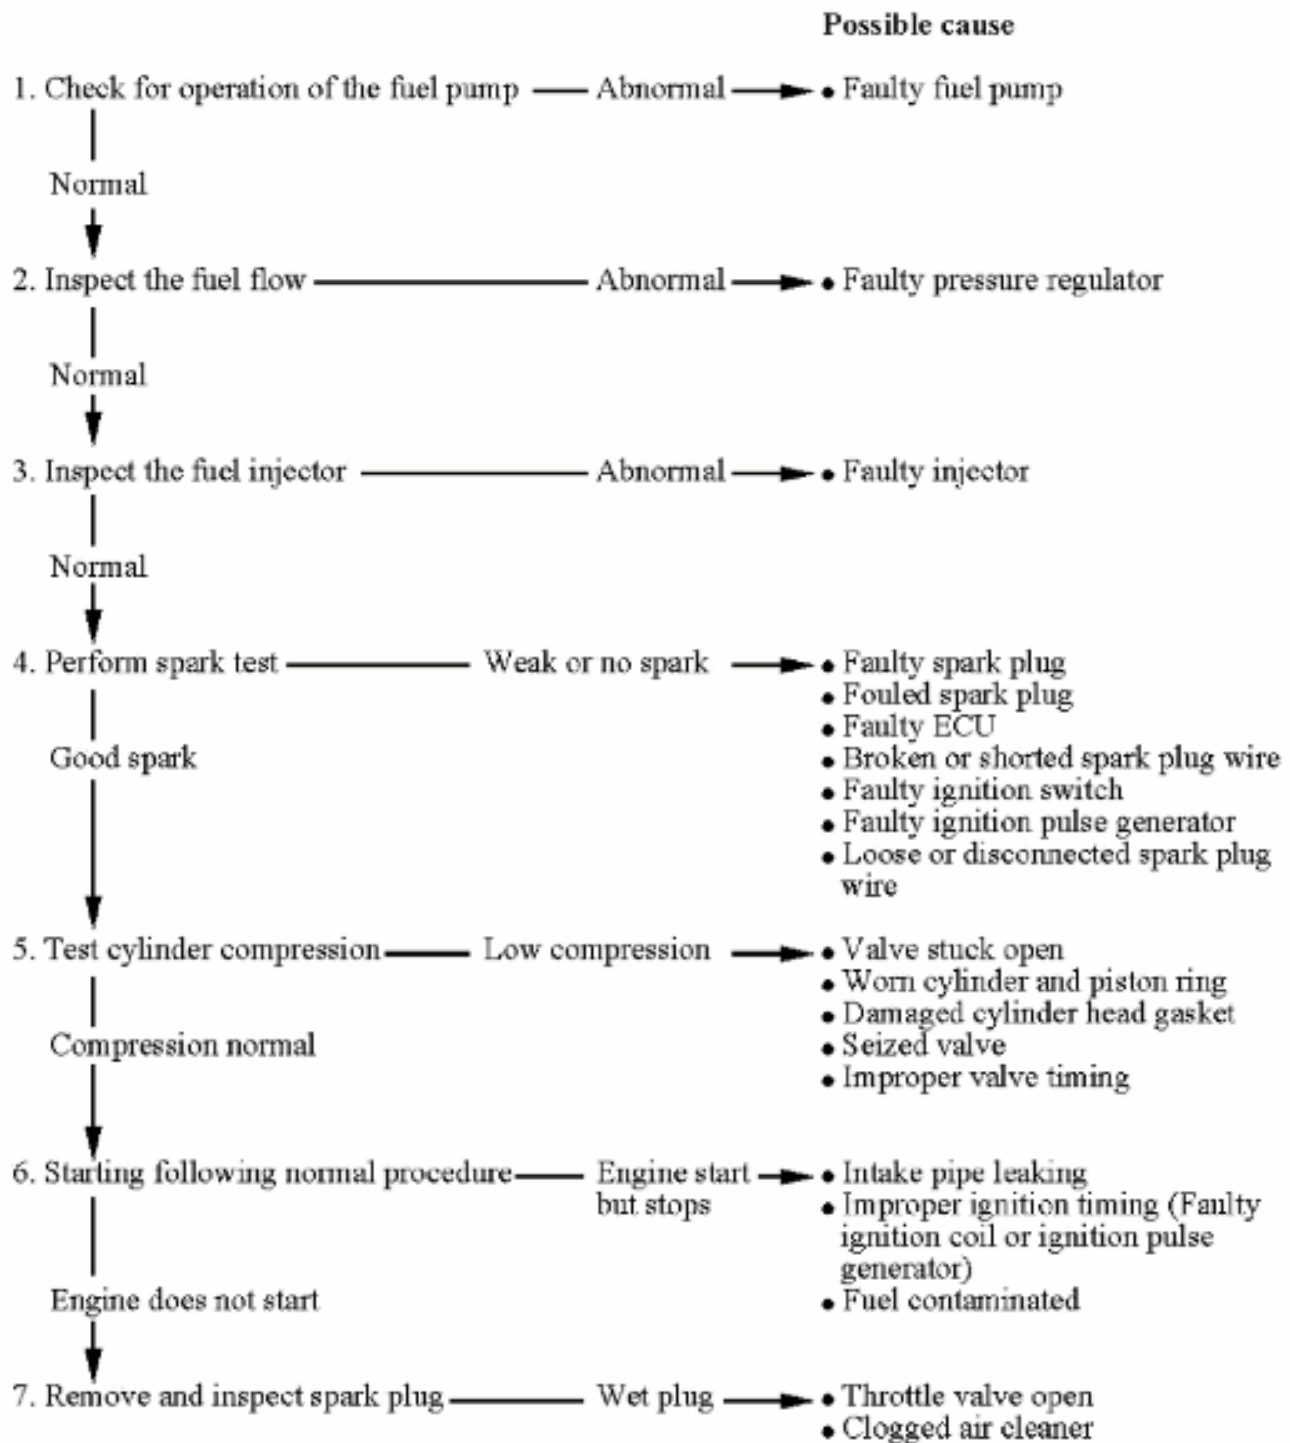 Possible cause
1. Check for operation of the fuel pump Abnormal • Faulty fuel pump
Normal
2. Inspect the fuel flow Abnormal • Faulty pressure regulator
Normal
3. Inspect the fuel injector Abnormal • Faulty injector
Normal
4. Perform spark test Weak or no spark • Faulty spark plug
• Fouled spark plug
• Faulty ECU
Good spark • Broken or shorted spark plug wire
• Faulty ignition switch
• Faulty ignition pulse generator
• Loose or disconnected spark plug
wire
5. Test cylinder compression Low compression • Valve stuck open
• Worn cylinder and piston ring
• Damaged cylinder head gasket
Compression normal • Seized valve
• Improper valve timing
6. Starting following normal procedure Engine start • Intake pipe leaking
but stops • Improper ignition timing (Faulty
ignition coil or ignition pulse
generator)
Engine does not start • Fuel contaminated
7. Remove and inspect spark plug Wet plug • Throttle valve open
• Clogged air cleaner